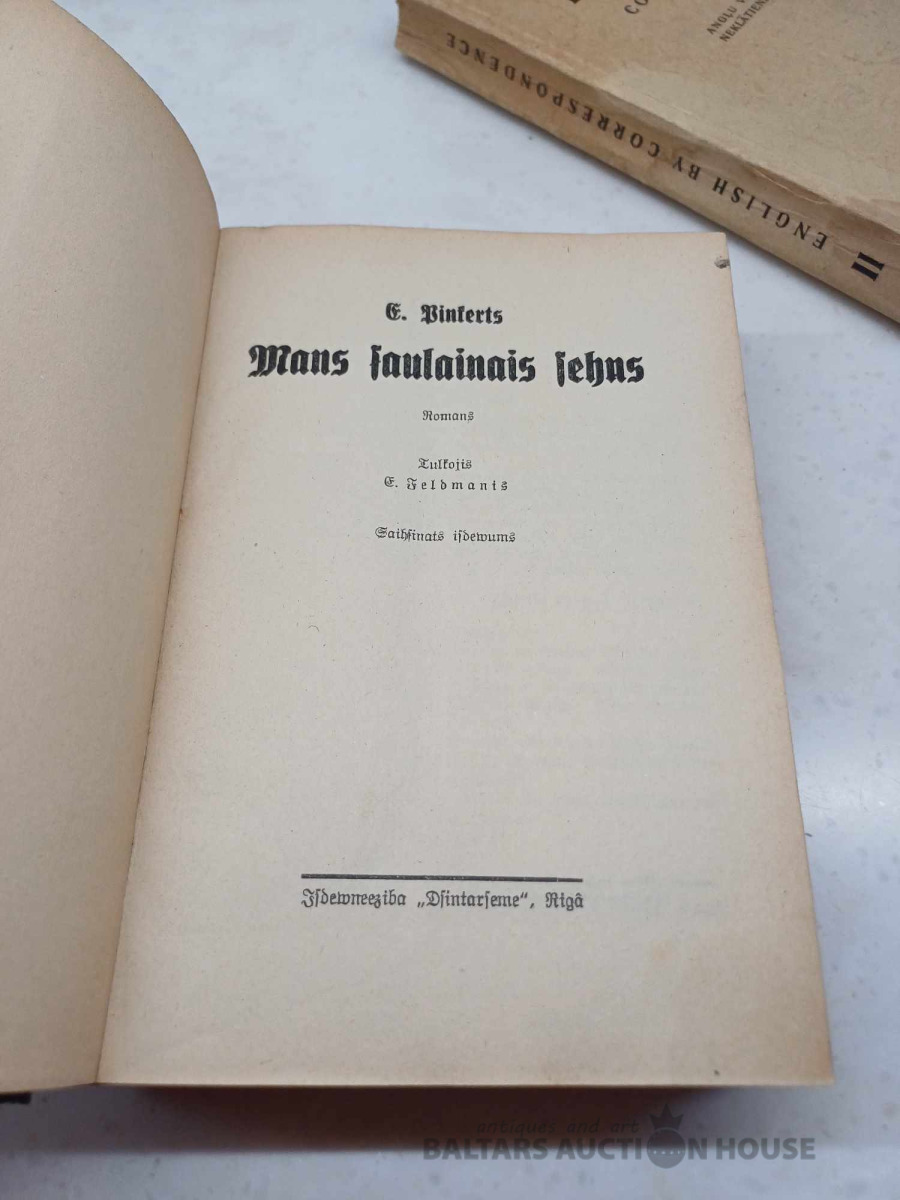 E. Pinkerts
Mans ſaulainais ſehns
Romans
Tulkojis
E. Feldmanis
Saihſinats iſdewums
Iſdewneeziba „Dſintarſeme“, Rigâ
ENGLISH BY CORRESPONDENCE
II
antiques and art
BALTARS AUCTION HOUSE